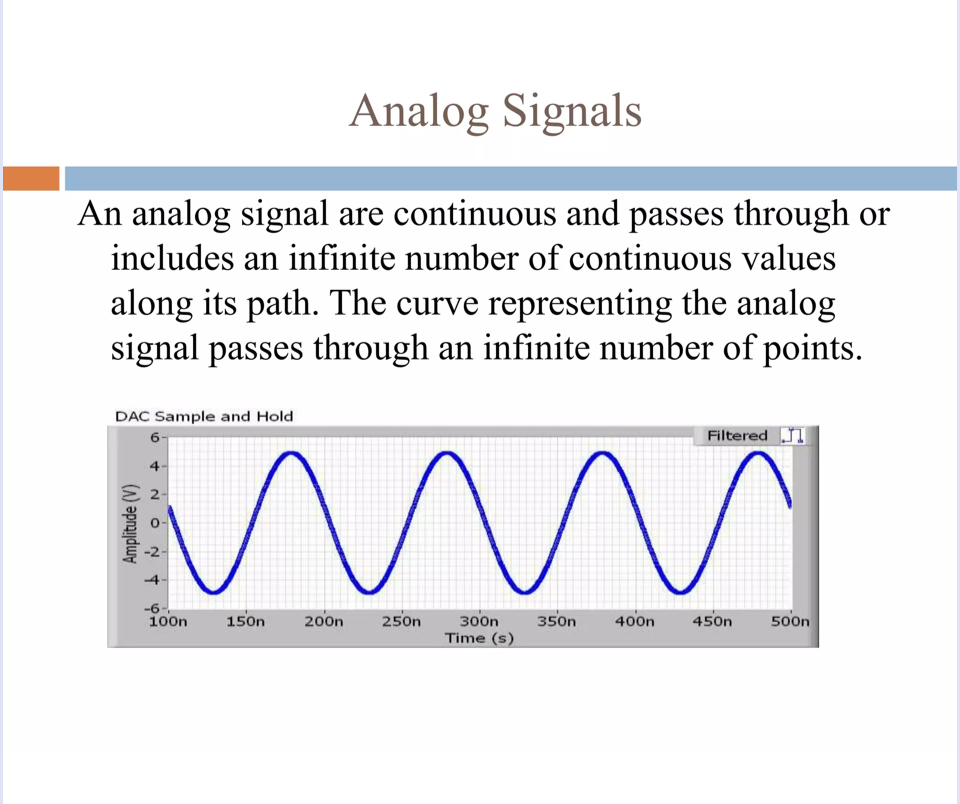 Analog Signals
An analog signal are continuous and passes through or
includes an infinite number of continuous values
along its path. The curve representing the analog
signal passes through an infinite number of points.
DAC Sample and Hold
Filtered
6
4
2
0
-2
-4
-6
Amplitude (V)
100n 150n 200n 250n 300n 350n 400n 450n 500n
Time (s)